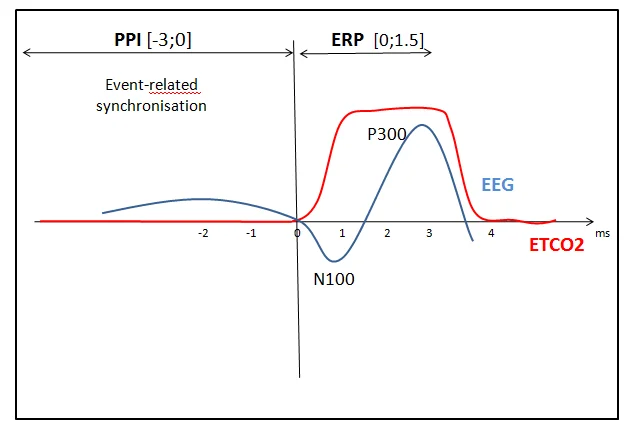 PPI [-3;0]
ERP [0;1.5]
Event-related
synchronisation
P300
EEG
-2 -1 0 1 2 3 4 ms
ETCO2
N100